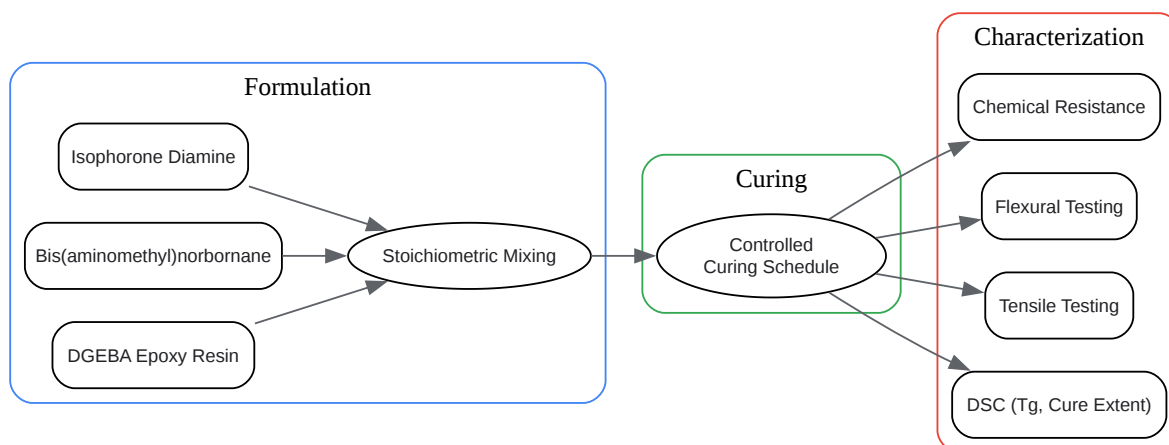 Formulation
Isophorone Diamine
Bis(aminomethyl)norbornane
DGEBA Epoxy Resin
Stoichiometric Mixing
Curing
Controlled
Curing Schedule
Characterization
Chemical Resistance
Flexural Testing
Tensile Testing
DSC (Tg, Cure Extent)